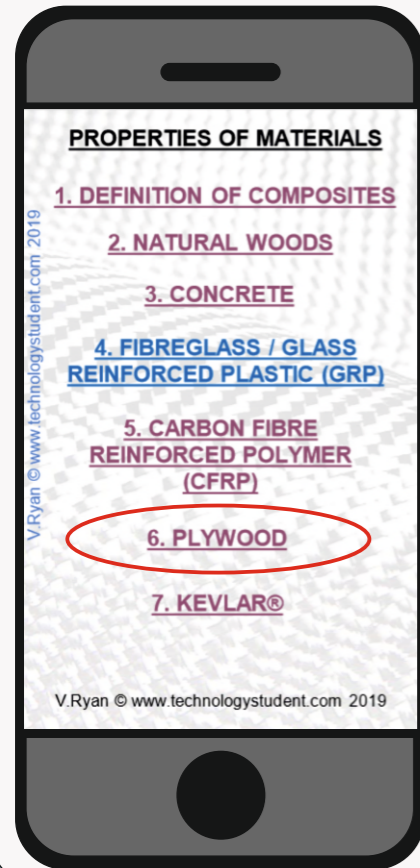 PROPERTIES OF MATERIALS
1. DEFINITION OF COMPOSITES
2. NATURAL WOODS
3. CONCRETE
4. FIBREGLASS / GLASS
REINFORCED PLASTIC (GRP)
5. CARBON FIBRE
REINFORCED POLYMER
(CFRP)
6. PLYWOOD
7. KEVLAR®
V.Ryan © www.technologystudent.com 2019
V.Ryan © www.technologystudent.com 2019